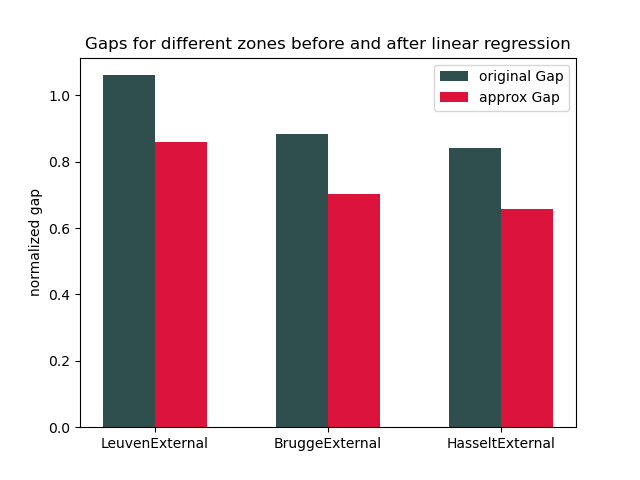 Gaps for different zones before and after linear regression
original Gap
approx Gap
normalized gap
1.0
0.8
0.6
0.4
0.2
0.0
LeuvenExternal
BruggeExternal
HasseltExternal